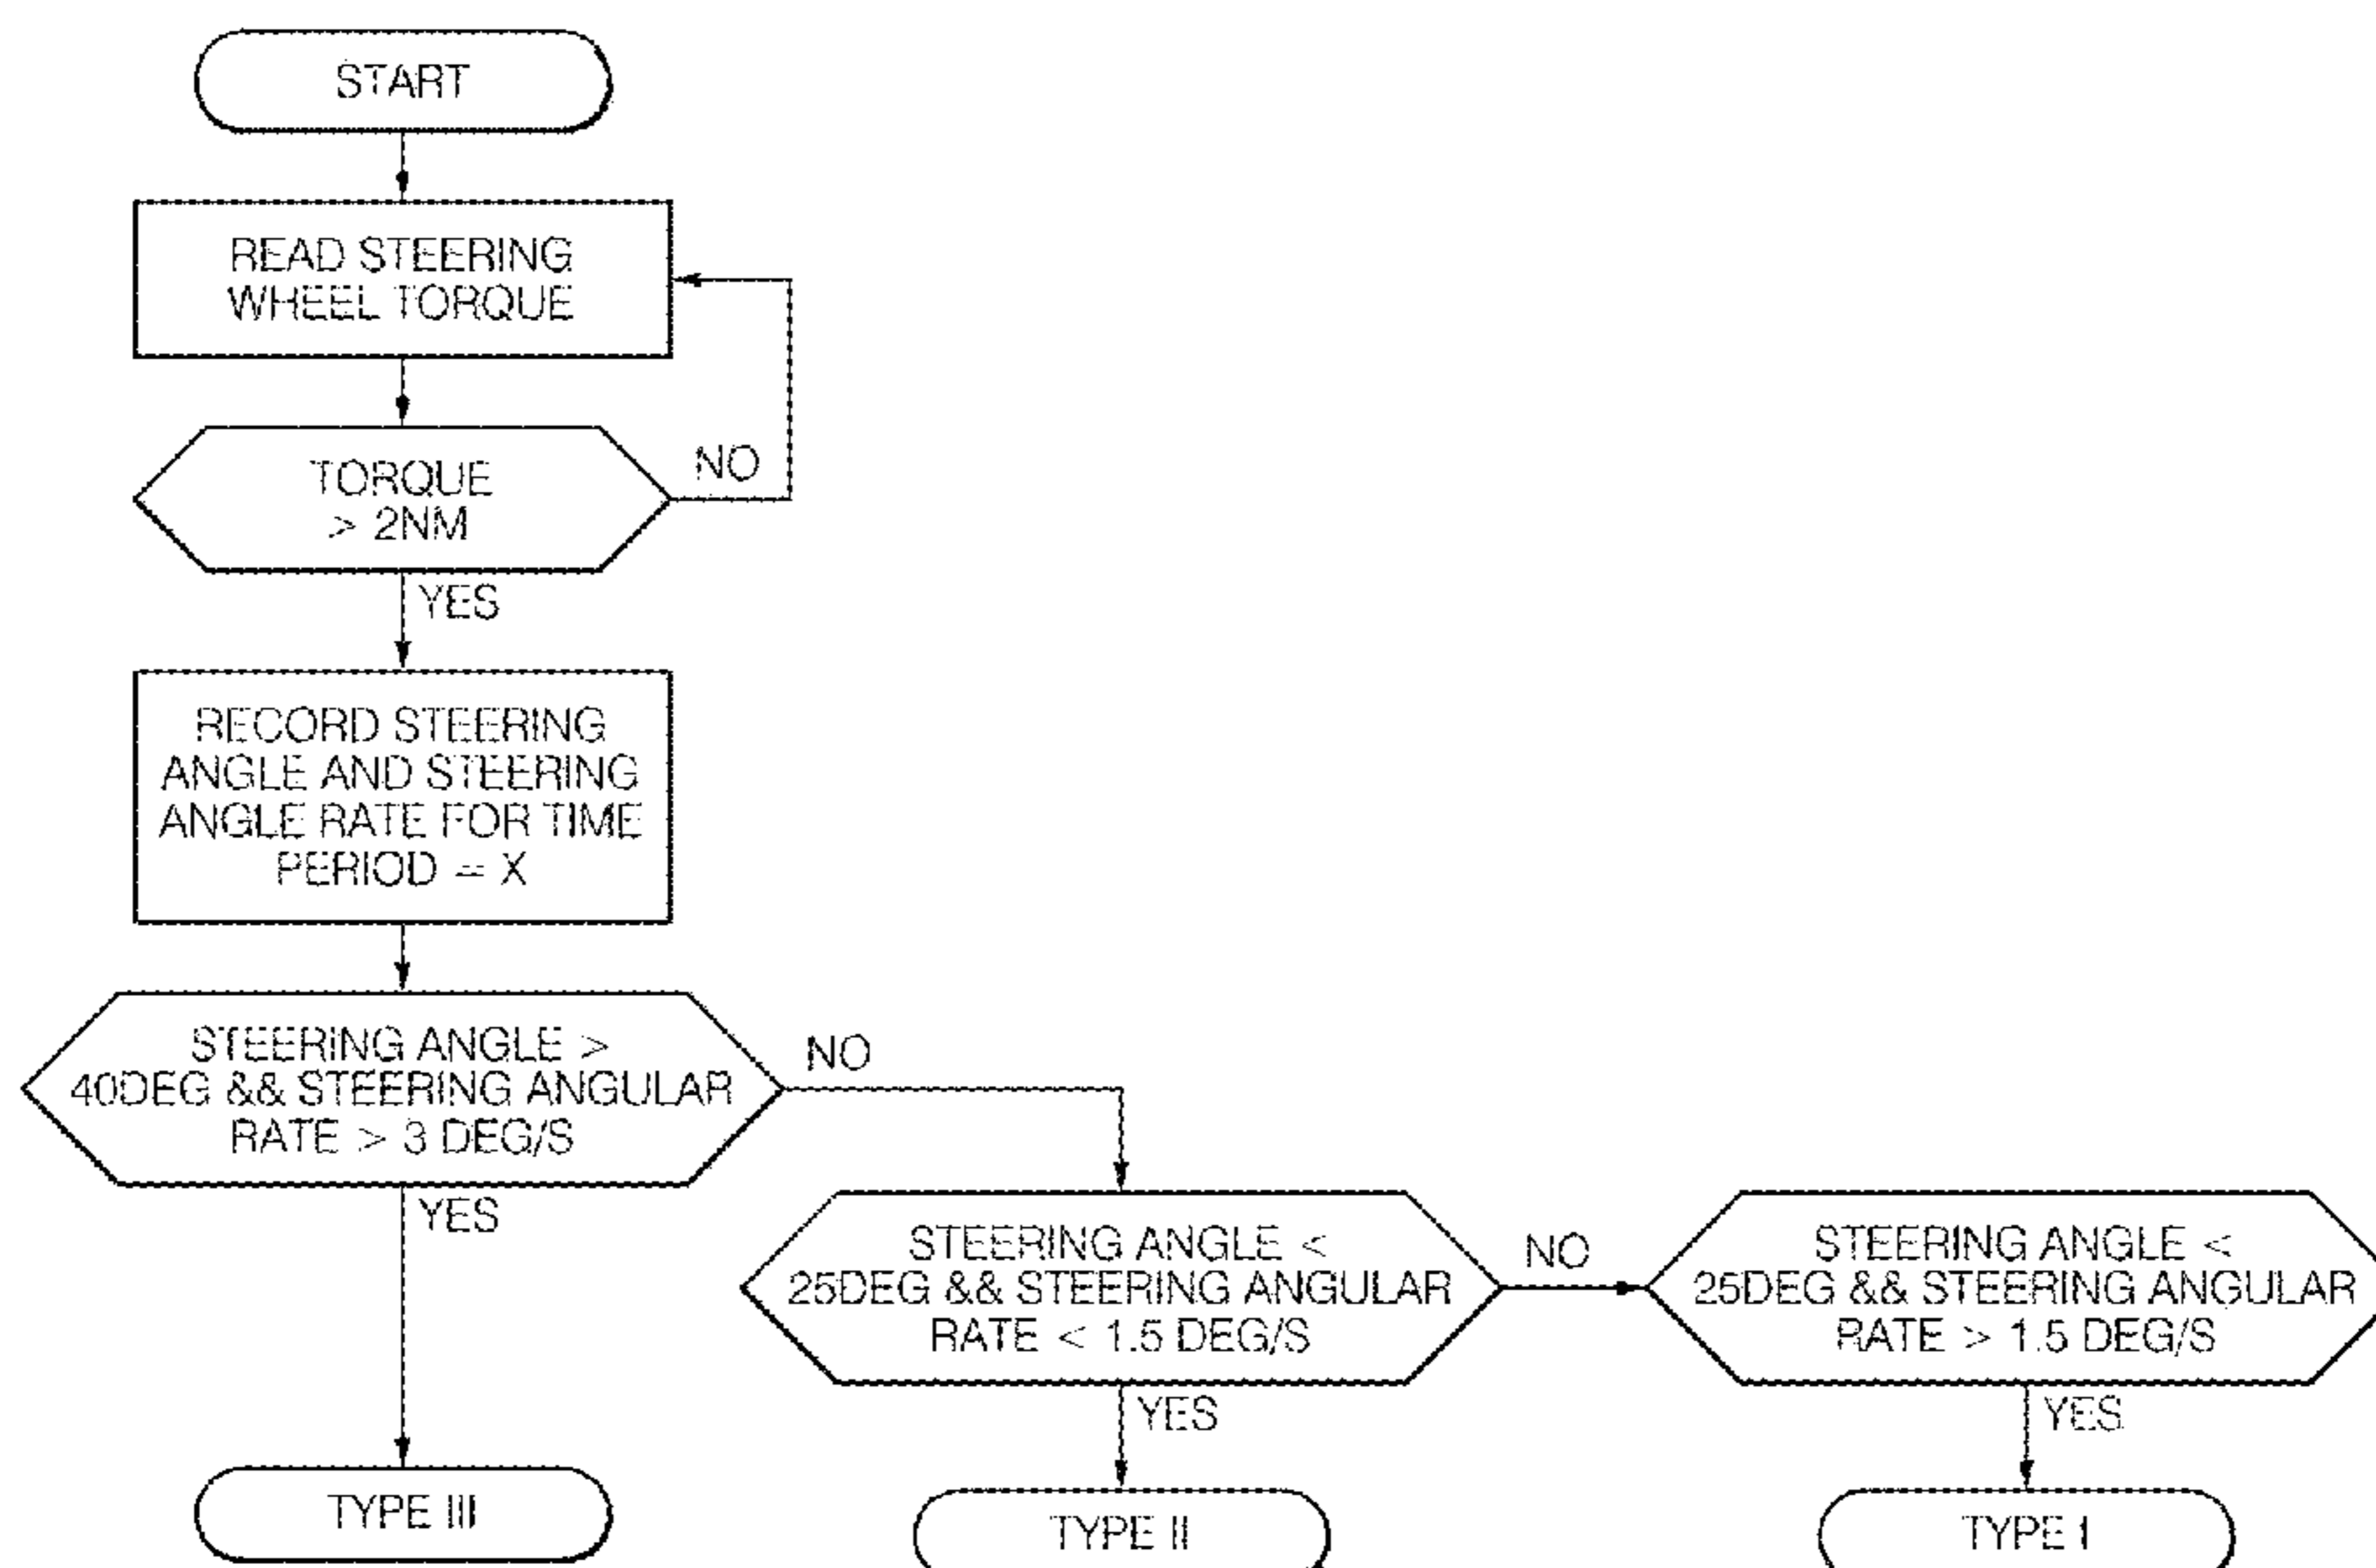 START
READ STEERING
WHEEL TORQUE
TORQUE
> 2NM
NO
YES
RECORD STEERING
ANGLE AND STEERING
ANGLE RATE FOR TIME
PERIOD = X
STEERING ANGLE >
40DEG && STEERING ANGULAR
RATE > 3 DEG/S
NO
YES
STEERING ANGLE <
25DEG && STEERING ANGULAR
RATE < 1.5 DEG/S
NO
YES
STEERING ANGLE <
25DEG && STEERING ANGULAR
RATE > 1.5 DEG/S
YES
TYPE III
TYPE II
TYPE I